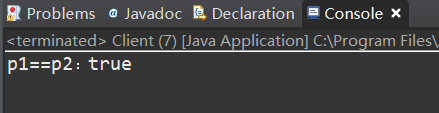 Problems @ Javadoc Declaration Console
<terminated> Client (7) [Java Application] C:\Program Files\
p1==p2：true